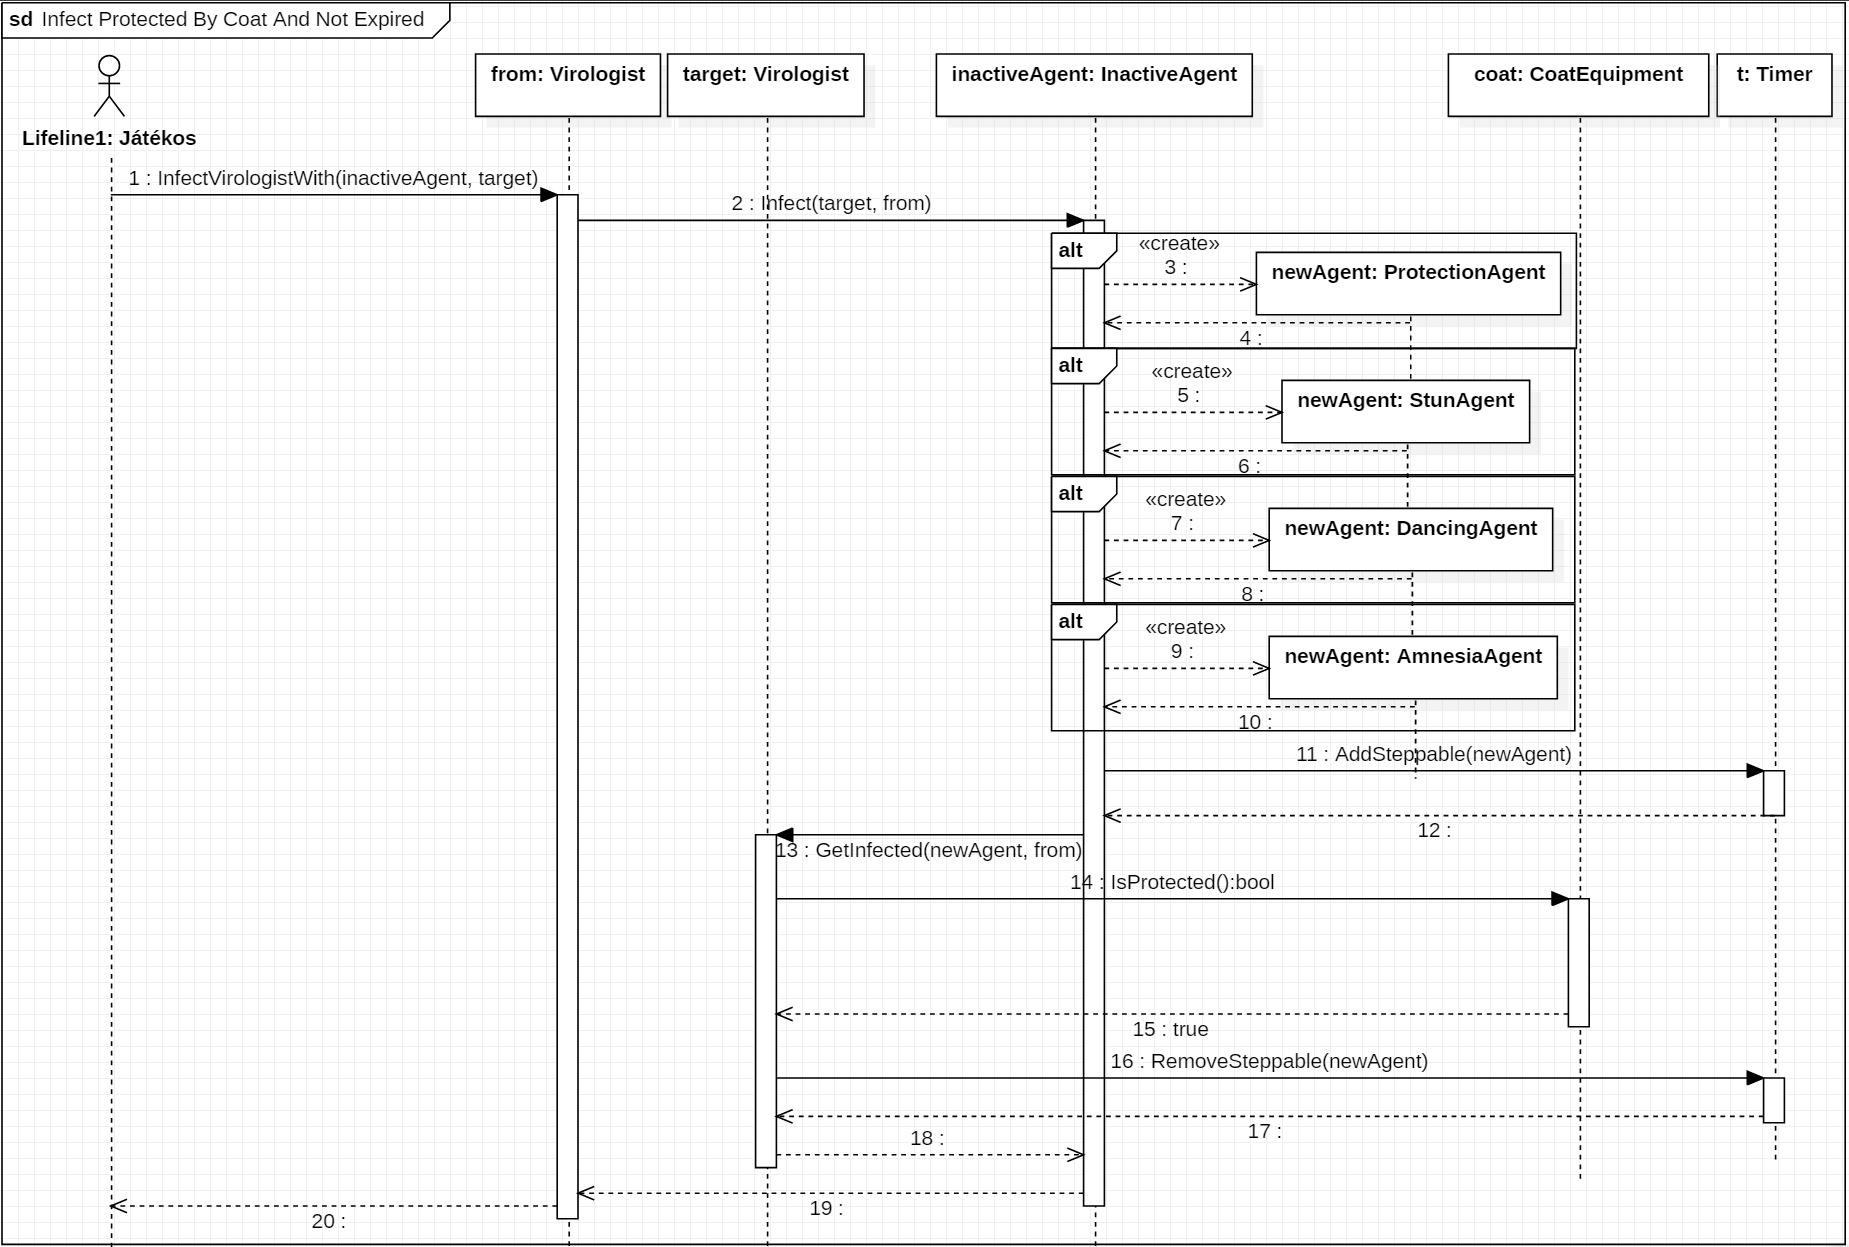 sd Infect Protected By Coat And Not Expired
Lifeline1: Játékos
from: Virologist
target: Virologist
inactiveAgent: InactiveAgent
coat: CoatEquipment
t: Timer
1 : InfectVirologistWith(inactiveAgent, target)
2 : Infect(target, from)
alt
«create»
3 :
newAgent: ProtectionAgent
4 :
alt
«create»
5 :
newAgent: StunAgent
6 :
alt
«create»
7 :
newAgent: DancingAgent
8 :
alt
«create»
9 :
newAgent: AmnesiaAgent
10 :
11 : AddSteppable(newAgent)
12 :
13 : GetInfected(newAgent, from)
14 : IsProtected():bool
15 : true
16 : RemoveSteppable(newAgent)
17 :
18 :
19 :
20 :